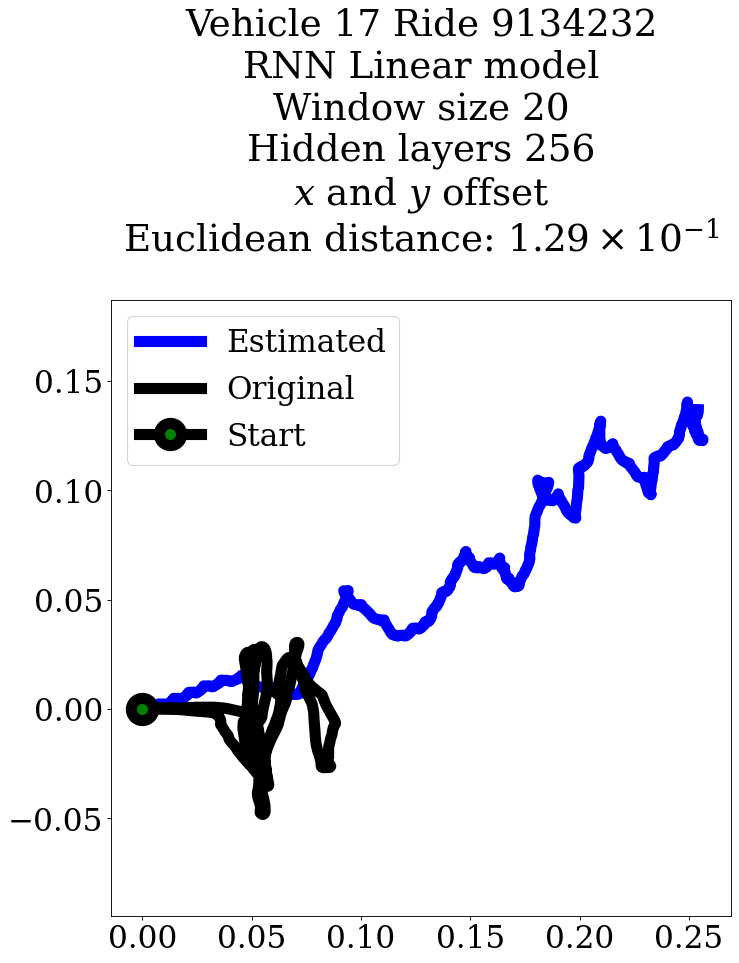 Vehicle 17 Ride 9134232
RNN Linear model
Window size 20
Hidden layers 256
x and y offset
Euclidean distance: 1.29 × 10⁻¹
Estimated
Original
Start
0.15
0.10
0.05
0.00
−0.05
0.00 0.05 0.10 0.15 0.20 0.25